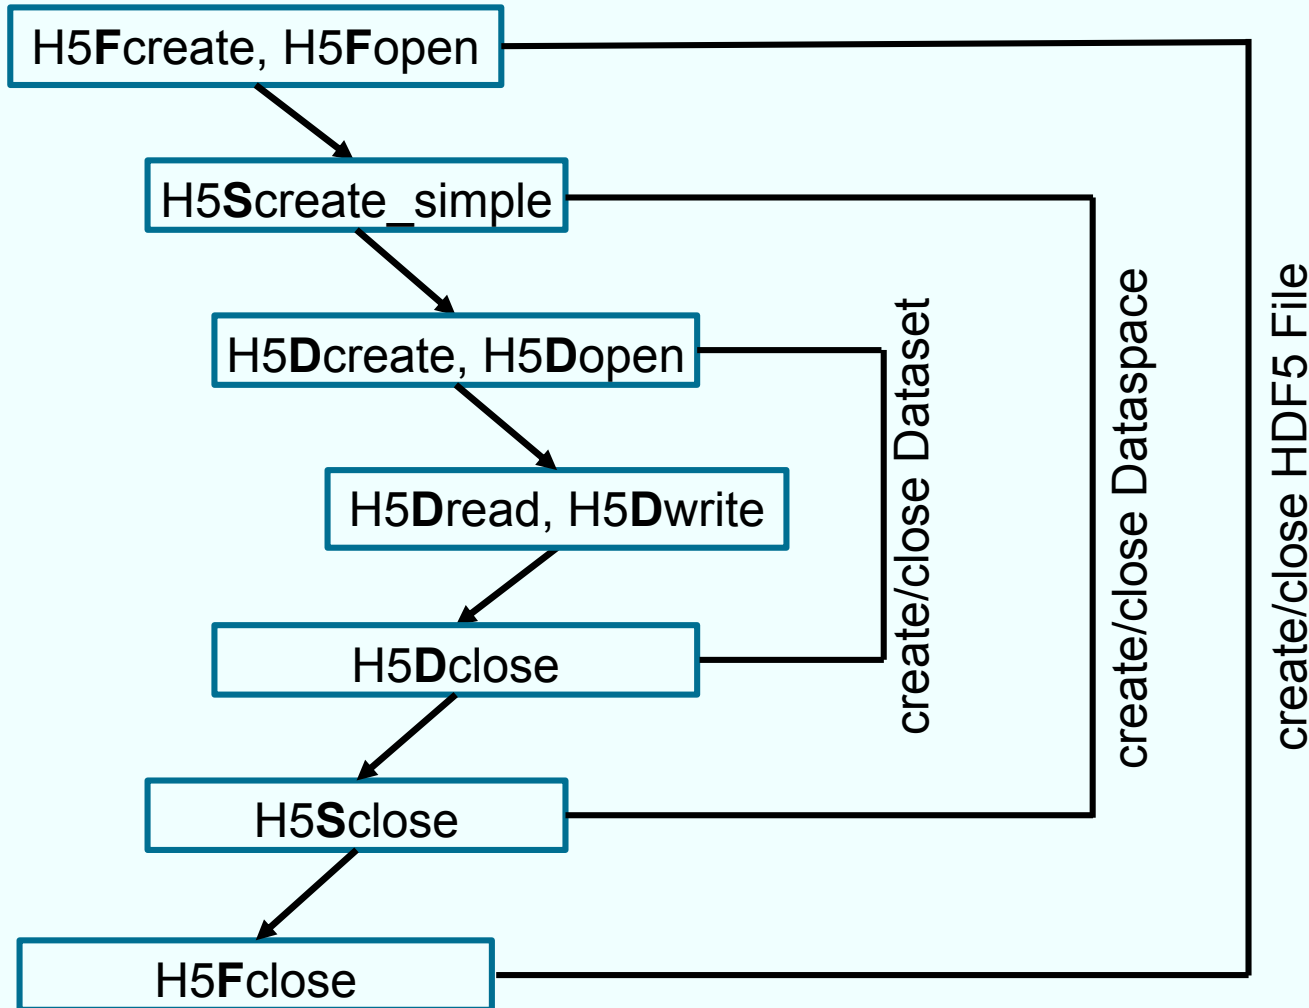 H5Fcreate, H5Fopen
H5Screate_simple
H5Dcreate, H5Dopen
H5Dread, H5Dwrite
H5Dclose
H5Sclose
H5Fclose
create/close Dataset
create/close Dataspace
create/close HDF5 File